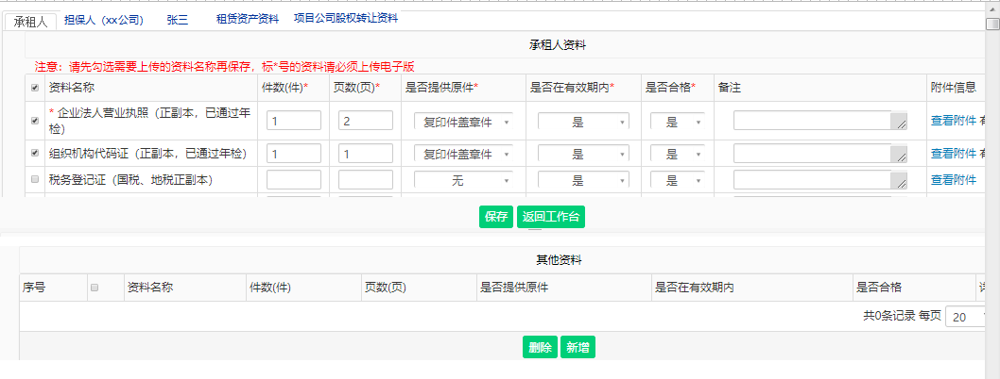 承租人 担保人（xx公司） 张三 租赁资产资料 项目公司股权转让资料
承租人资料
注意：请先勾选需要上传的资料名称再保存，标*号的资料请必须上传电子版
资料名称 件数(件)* 页数(页)* 是否提供原件* 是否在有效期内* 是否合格* 备注 附件信息
* 企业法人营业执照（正副本，已通过年
检） 1 2 复印件盖章件 是 是 查看附件
组织机构代码证（正副本，已通过年检） 1 1 复印件盖章件 是 是 查看附件
税务登记证（国税、地税正副本） 无 是 是 查看附件
保存 返回工作台
其他资料
序号 资料名称 件数(件) 页数(页) 是否提供原件 是否在有效期内 是否合格
共0条记录 每页 20
删除 新增